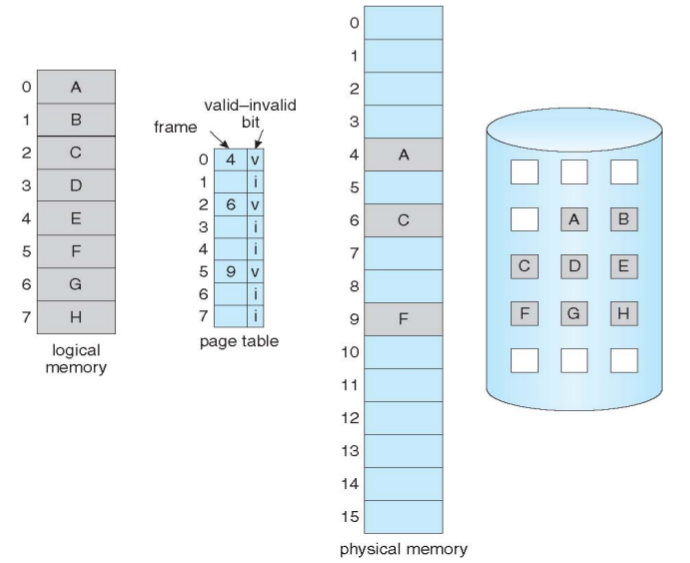 0 A
1 B
2 C
3 D
4 E
5 F
6 G
7 H
logical
memory
valid–invalid
bit
frame
0 4 v
1 i
2 6 v
3 i
4 i
5 9 v
6 i
7 i
page table
0
1
2
3
4 A
5
6 C
7
8
9 F
10
11
12
13
14
15
physical memory
A B
C D E
F G H